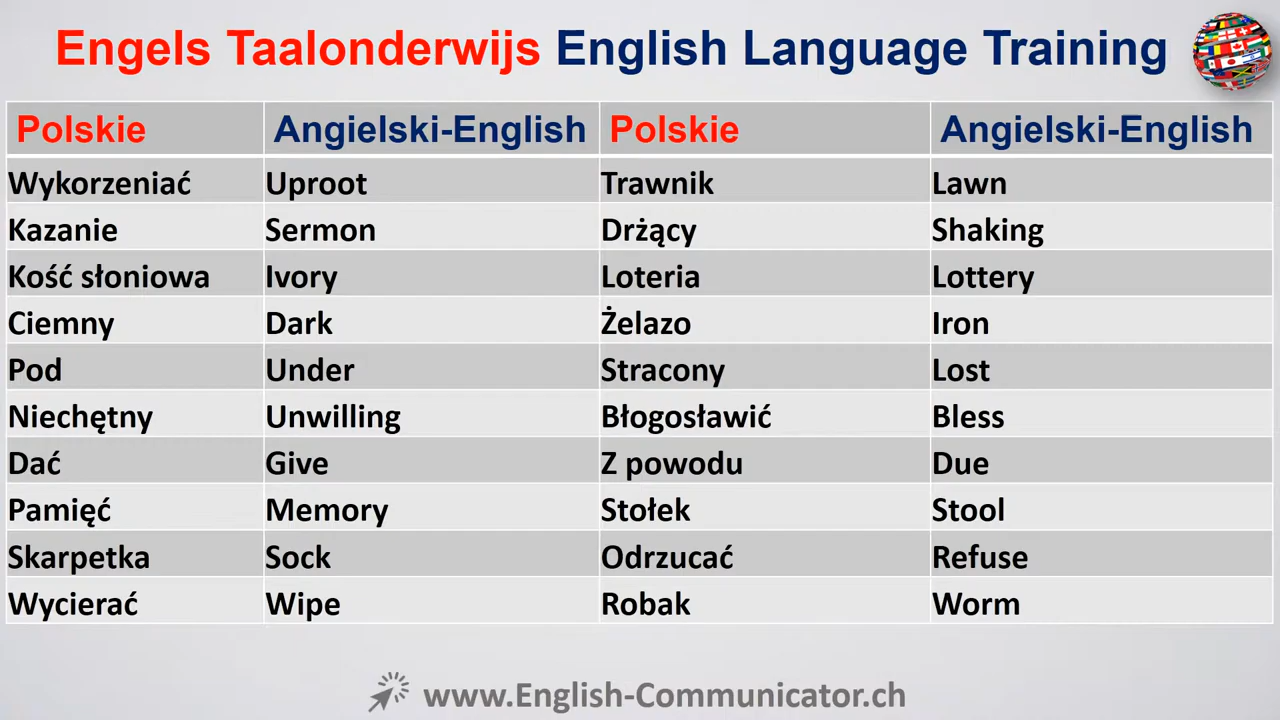 Engels Taalonderwijs English Language Training
Polskie Angielski-English Polskie Angielski-English
Wykorzeniać Uproot Trawnik Lawn
Kazanie Sermon Drżący Shaking
Kość słoniowa Ivory Loteria Lottery
Ciemny Dark Żelazo Iron
Pod Under Stracony Lost
Niechętny Unwilling Błogosławić Bless
Dać Give Z powodu Due
Pamięć Memory Stołek Stool
Skarpetka Sock Odrzucać Refuse
Wycierać Wipe Robak Worm
www.English-Communicator.ch